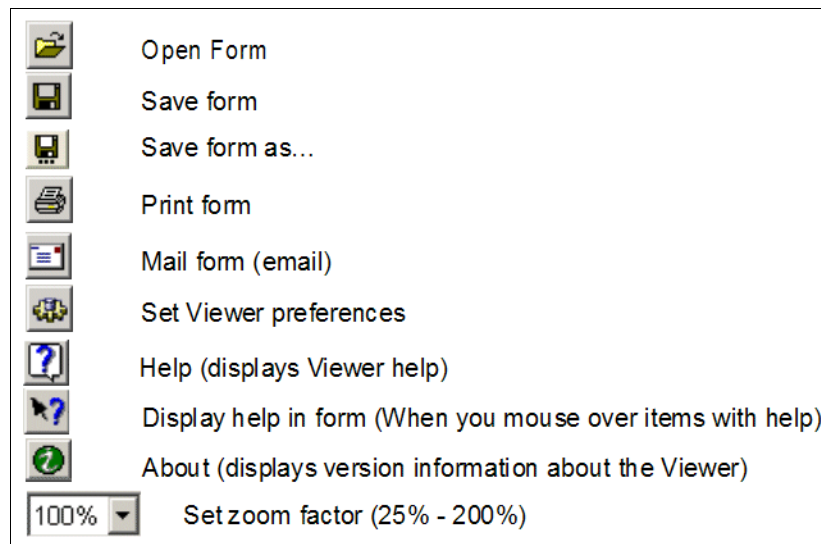 Open Form
Save form
Save form as...
Print form
Mail form (email)
Set Viewer preferences
? Help (displays Viewer help)
? Display help in form (When you mouse over items with help)
i About (displays version information about the Viewer)
100% Set zoom factor (25% - 200%)